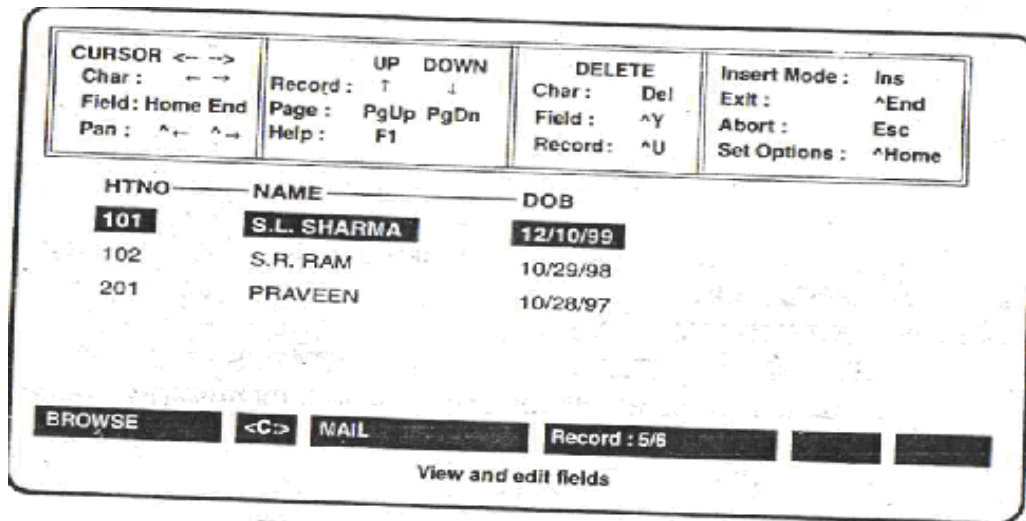 CURSOR <-- -->
Char : ← →
Field : Home End
Pan : ^← ^→
UP DOWN
Record : ↑ ↓
Page : PgUp PgDn
Help : F1
DELETE
Char : Del
Field : ^Y
Record : ^U
Insert Mode : Ins
Exit : ^End
Abort : Esc
Set Options : ^Home
HTNO NAME DOB
101 S.L. SHARMA 12/10/99
102 S.R. RAM 10/29/98
201 PRAVEEN 10/28/97
BROWSE <C:> MAIL Record : 5/6
View and edit fields